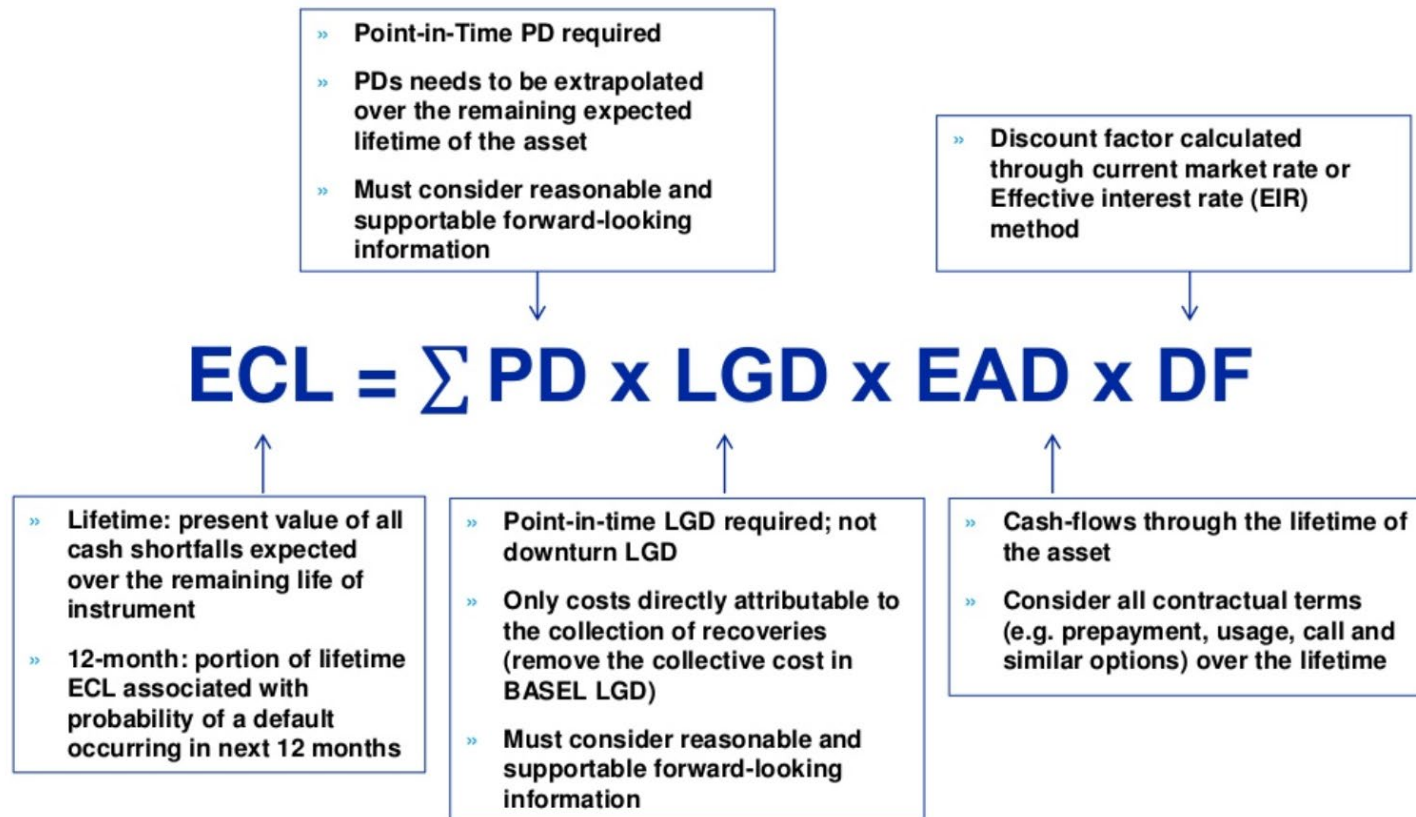 » Point-in-Time PD required
» PDs needs to be extrapolated
over the remaining expected
lifetime of the asset
» Must consider reasonable and
supportable forward-looking
information
» Discount factor calculated
through current market rate or
Effective interest rate (EIR)
method
ECL = ∑ PD x LGD x EAD x DF
» Lifetime: present value of all
cash shortfalls expected
over the remaining life of
instrument
» 12-month: portion of lifetime
ECL associated with
probability of a default
occurring in next 12 months
» Point-in-time LGD required; not
downturn LGD
» Only costs directly attributable to
the collection of recoveries
(remove the collective cost in
BASEL LGD)
» Must consider reasonable and
supportable forward-looking
information
» Cash-flows through the lifetime of
the asset
» Consider all contractual terms
(e.g. prepayment, usage, call and
similar options) over the lifetime